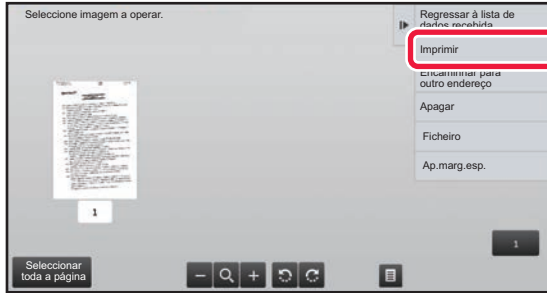 Seleccione imagem a operar.
Regressar à lista de
dados recebida
Imprimir
Encaminhar para
outro endereço
Apagar
Ficheiro
Ap.marg.esp.
1
1
Seleccionar
toda a página